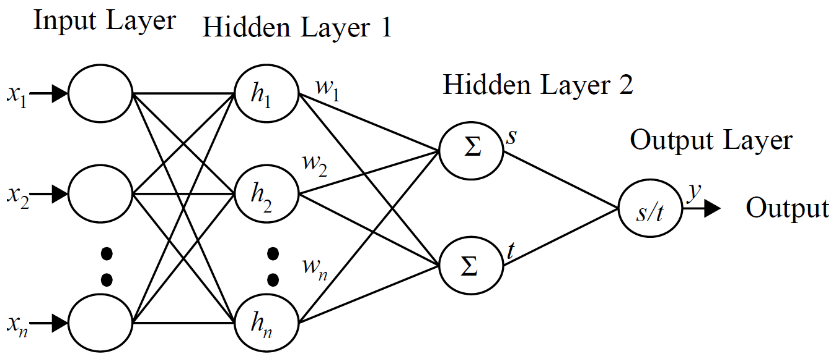 Input Layer
Hidden Layer 1
Hidden Layer 2
Output Layer
x1
x2
xn
h1
h2
hn
w1
w2
wn
Σ
Σ
s
t
s/t
y
Output